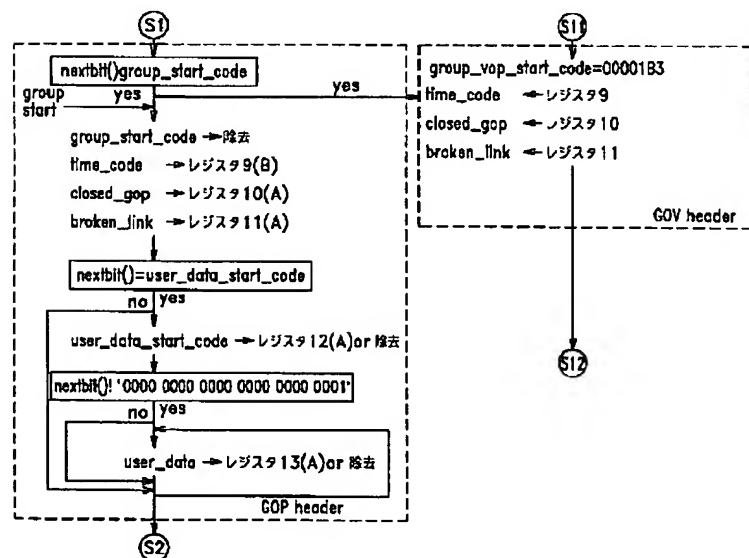 S1
nextbit()group_start_code
yes
group
start
group_start_code →除去
time_code →レジスタ9(B)
closed_gop →レジスタ10(A)
broken_link →レジスタ11(A)
nextbit()=user_data_start_code
no yes
user_data_start_code →レジスタ12(A)or 除去
nextbit()! '0000 0000 0000 0000 0000 0001'
no yes
user_data →レジスタ13(A)or 除去
GOP header
S2
yes
S11
group_vop_start_code=00001B3
time_code ←レジスタ9
closed_gop ←レジスタ10
broken_link ←レジスタ11
GOV header
S12